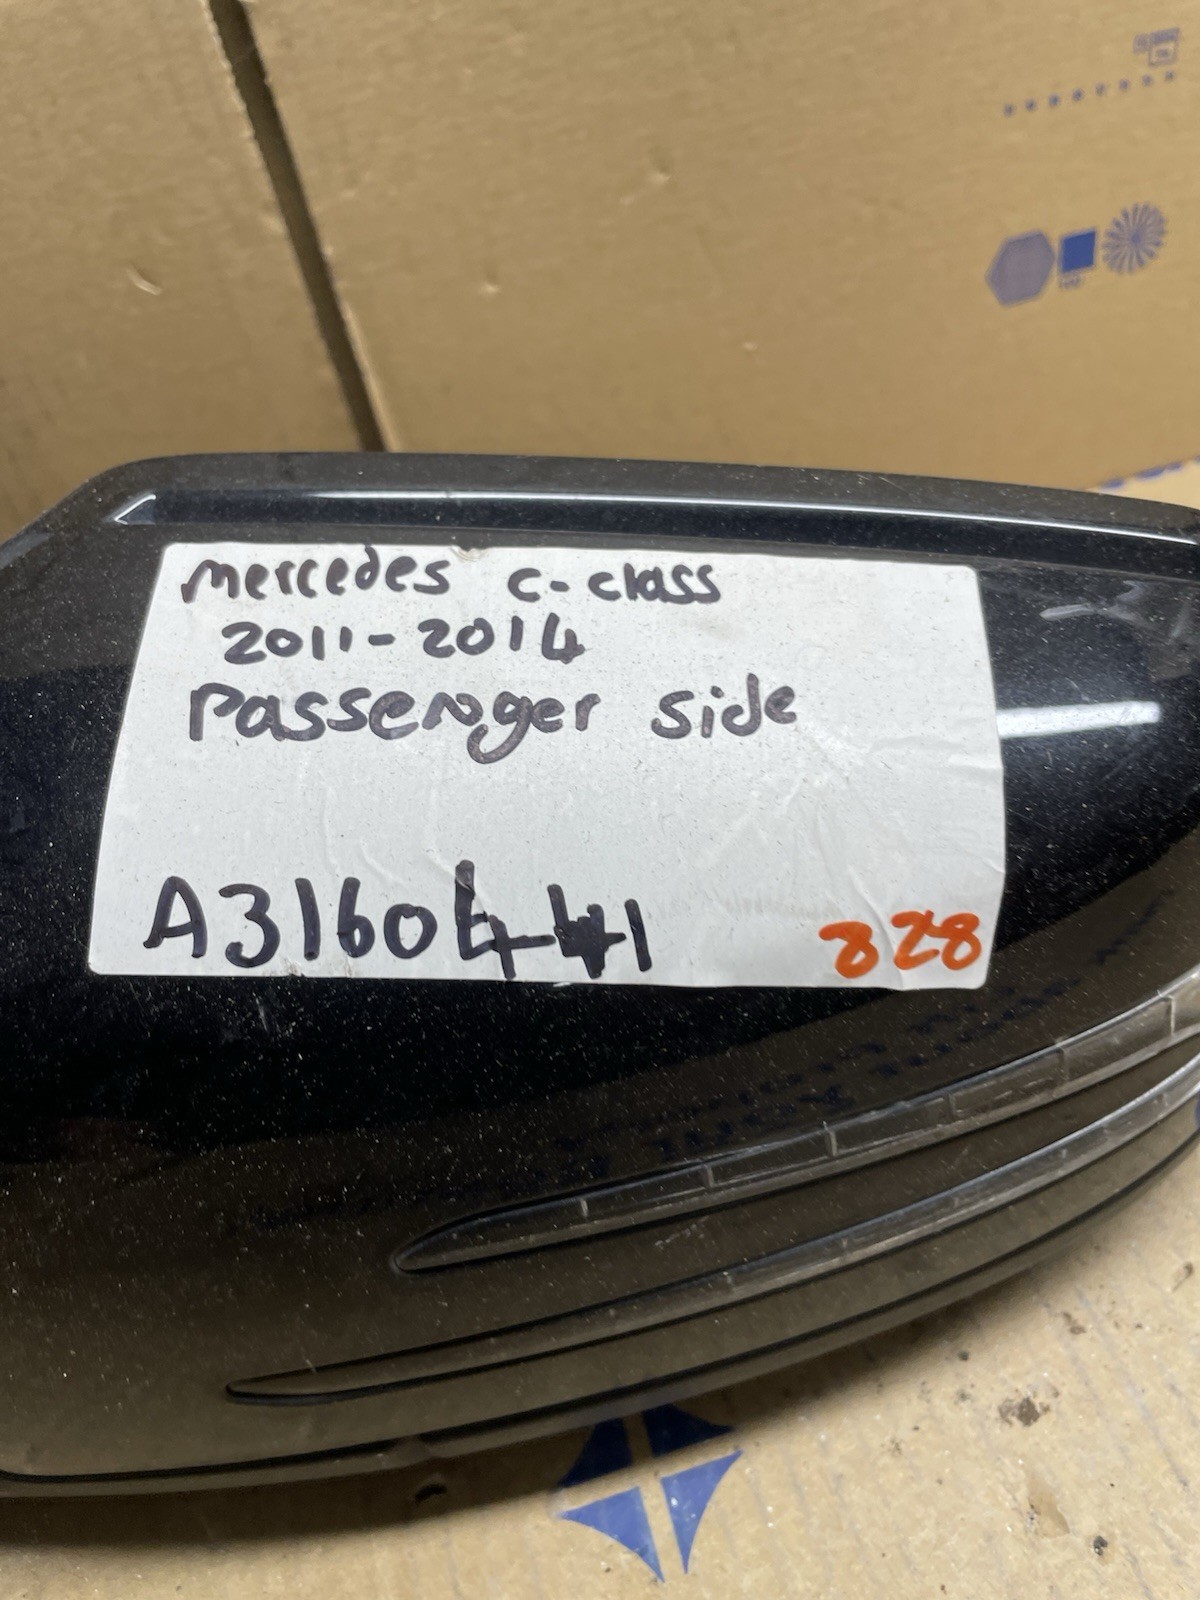 mercedes c-class
2011-2014
Passenger side
A3160441
828